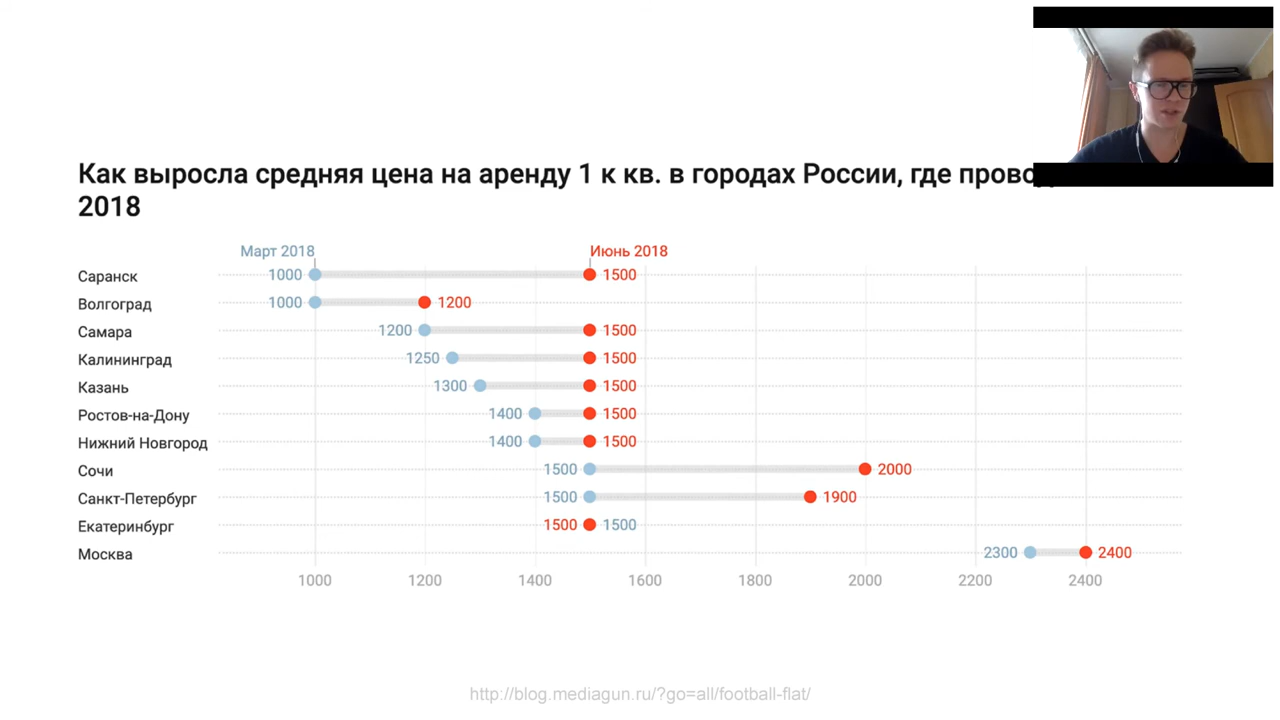 Как выросла средняя цена на аренду 1 к кв. в городах России, где
2018
Март 2018 Июнь 2018
Саранск 1000 1500
Волгоград 1000 1200
Самара 1200 1500
Калининград 1250 1500
Казань 1300 1500
Ростов-на-Дону 1400 1500
Нижний Новгород 1400 1500
Сочи 1500 2000
Санкт-Петербург 1500 1900
Екатеринбург 1500 1500
Москва 2300 2400
1000 1200 1400 1600 1800 2000 2200 2400
http://blog.mediagun.ru/?go=all/football-flat/